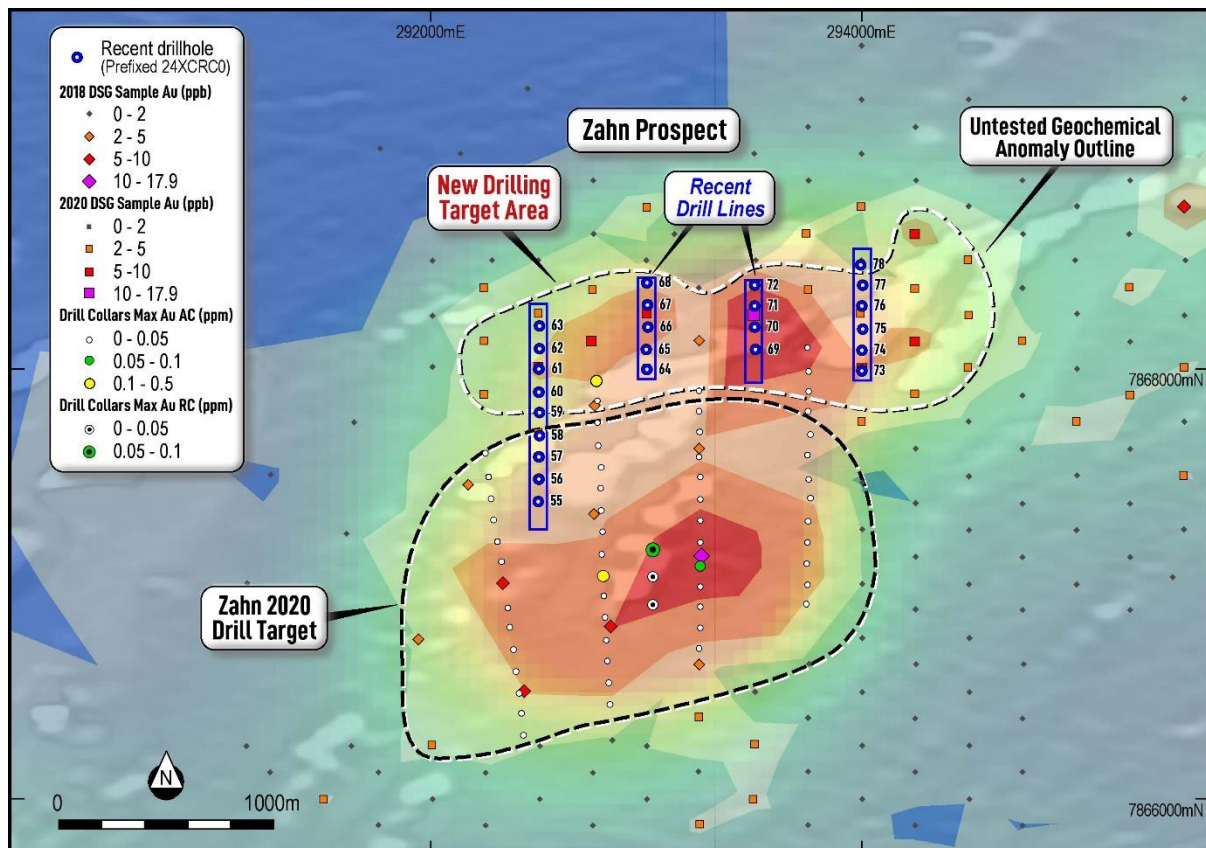 292000mE
294000mE
Recent drillhole
(Prefixed 24XCRC0)
2018 DSG Sample Au (ppb)
0 - 2
2 - 5
5 -10
10 - 17.9
2020 DSG Sample Au (ppb)
0 - 2
2 - 5
5 - 10
10 - 17.9
Drill Collars Max Au AC (ppm)
0 - 0.05
0.05 - 0.1
0.1 - 0.5
Drill Collars Max Au RC (ppm)
0 - 0.05
0.05 - 0.1
Zahn Prospect
Untested Geochemical
Anomaly Outline
New Drilling
Target Area
Recent
Drill Lines
63
62
61
60
59
58
57
56
55
68
67
66
65
64
72
71
70
69
78
77
76
75
74
73
7868000mN
Zahn 2020
Drill Target
N
0
1000m
7866000mN